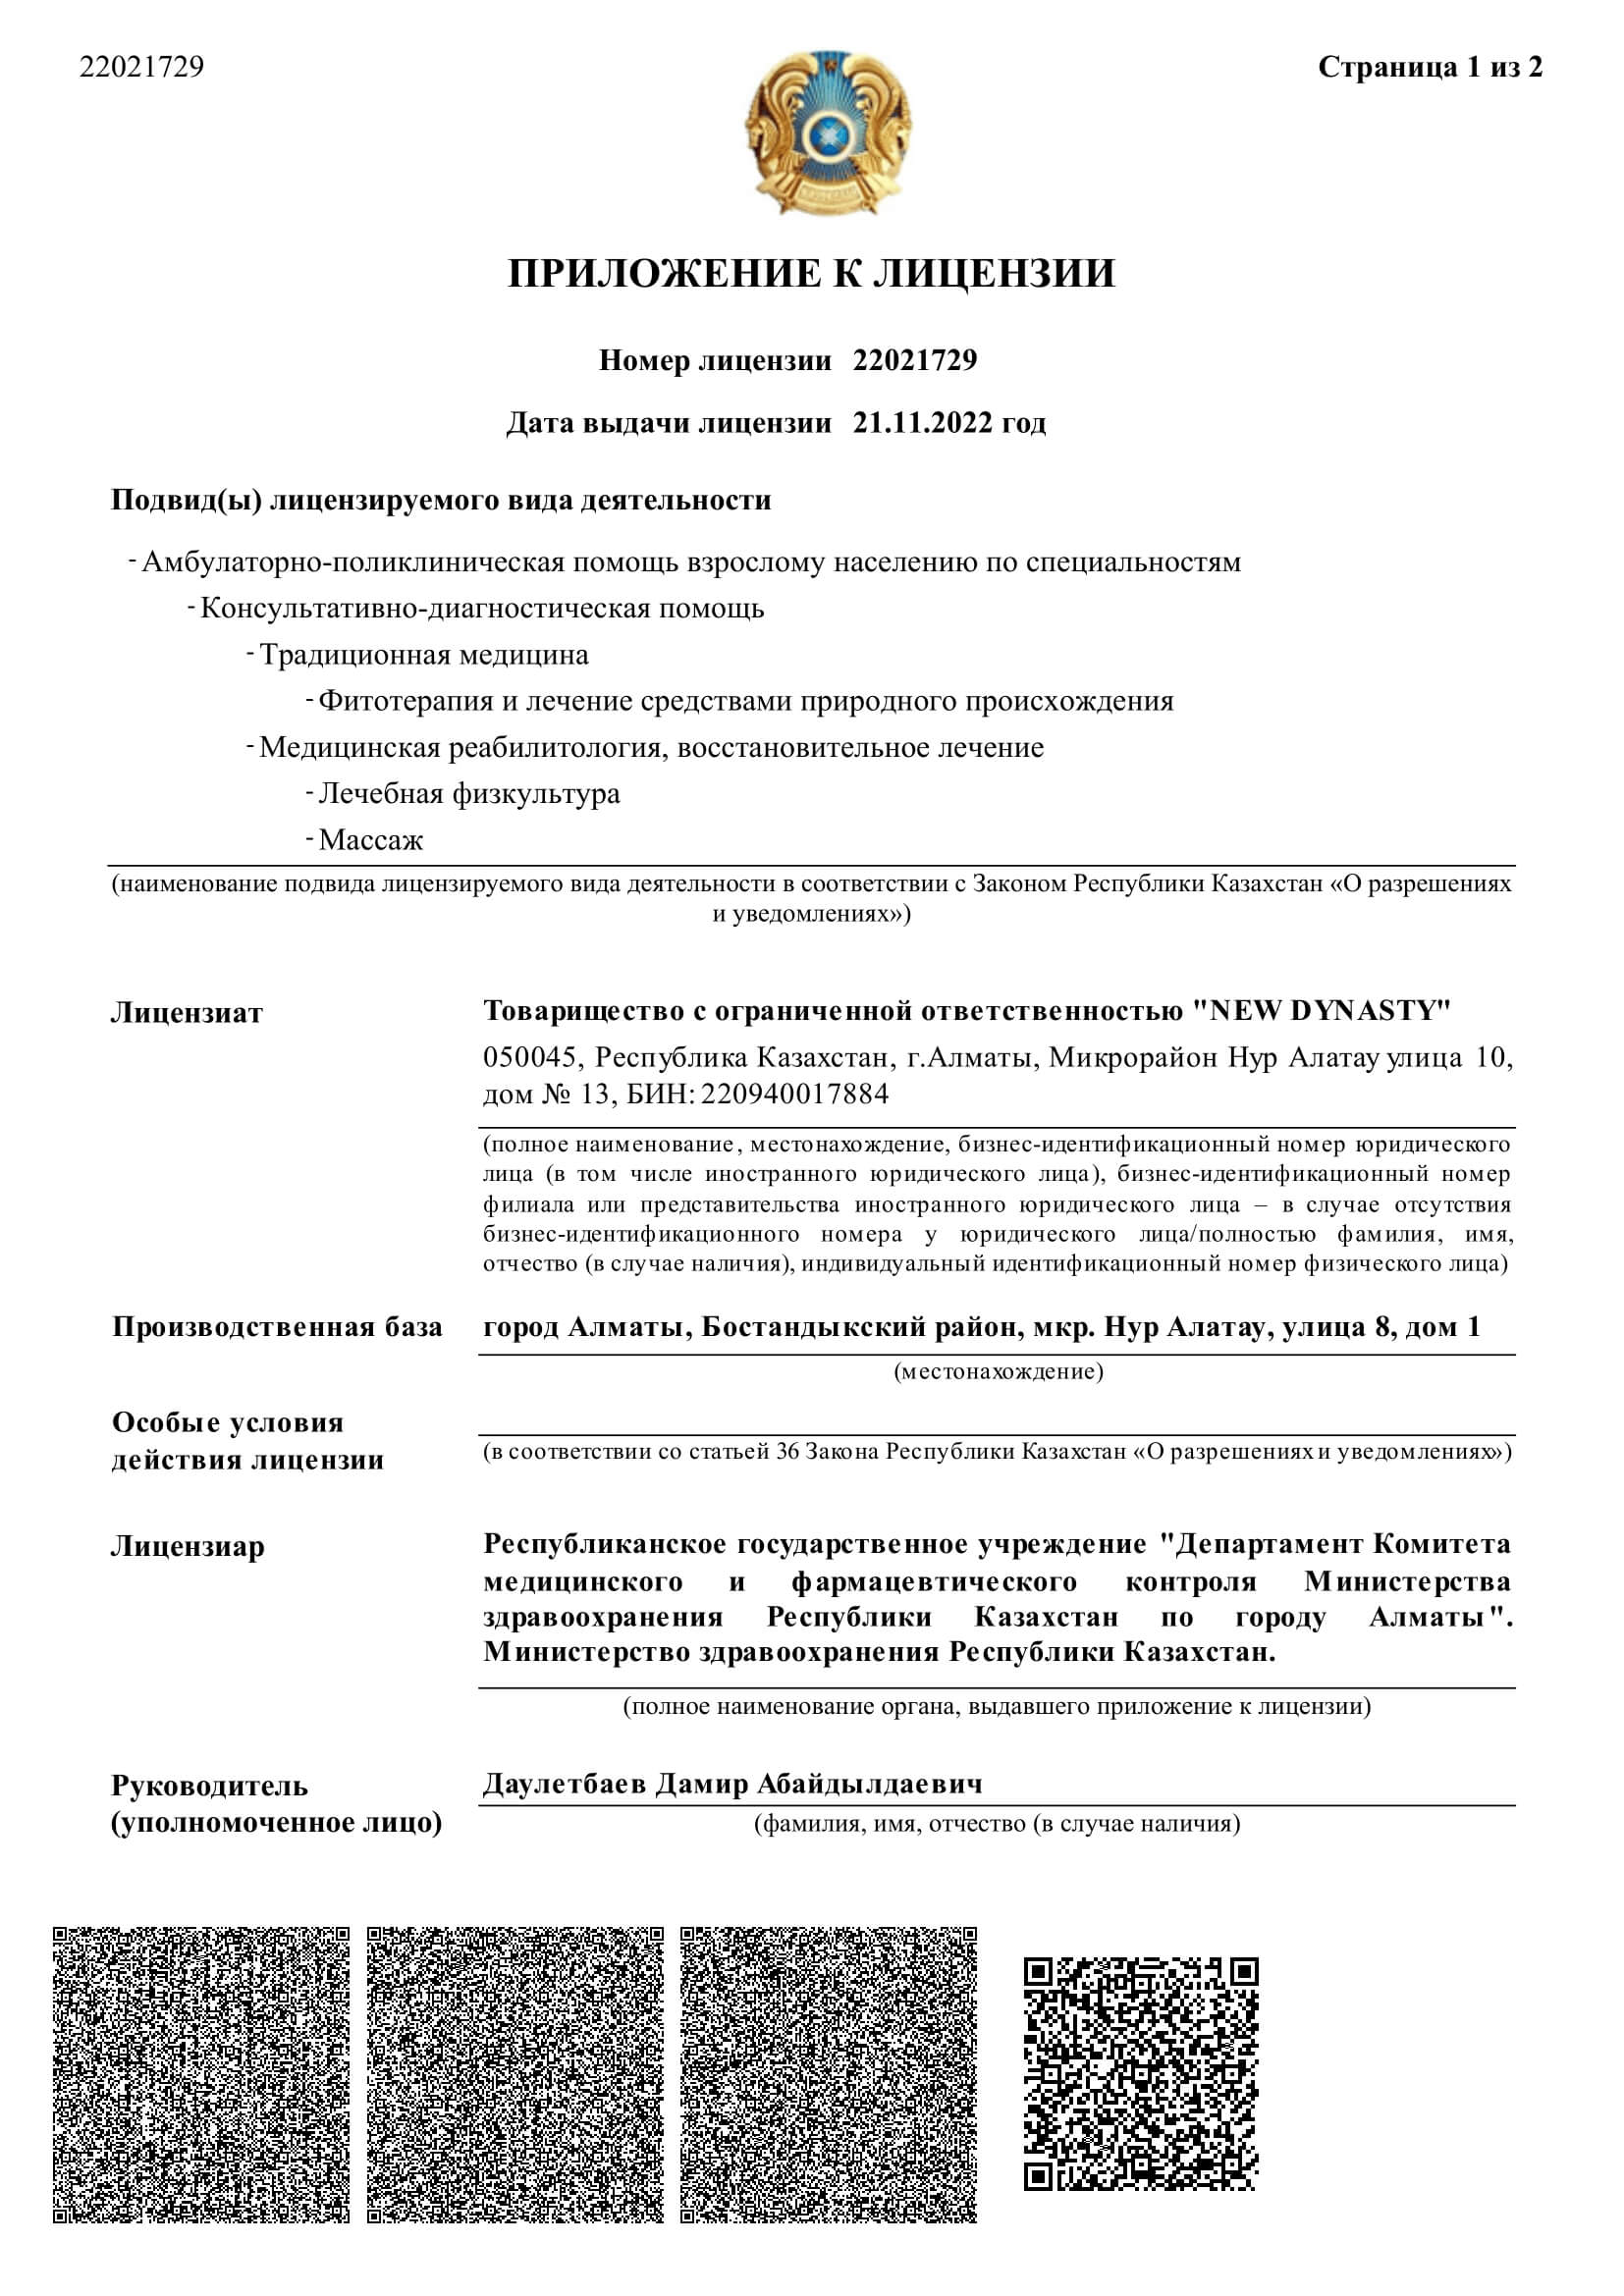 22021729
Страница 1 из 2
ПРИЛОЖЕНИЕ К ЛИЦЕНЗИИ
Номер лицензии 22021729
Дата выдачи лицензии 21.11.2022 год
Подвид(ы) лицензируемого вида деятельности
- Амбулаторно-поликлиническая помощь взрослому населению по специальностям
- Консультативно-диагностическая помощь
- Традиционная медицина
- Фитотерапия и лечение средствами природного происхождения
- Медицинская реабилитология, восстановительное лечение
- Лечебная физкультура
- Массаж
(наименование подвида лицензируемого вида деятельности в соответствии с Законом Республики Казахстан «О разрешениях
и уведомлениях»)
Лицензиат
Товарищество с ограниченной ответственностью "NEW DYNASTY"
050045, Республика Казахстан, г.Алматы, Микрорайон Нур Алатау улица 10,
дом № 13, БИН: 220940017884
(полное наименование, местонахождение, бизнес-идентификационный номер юридического
лица (в том числе иностранного юридического лица), бизнес-идентификационный номер
филиала или представительства иностранного юридического лица – в случае отсутствия
бизнес-идентификационного номера у юридического лица/полностью фамилия, имя,
отчество (в случае наличия), индивидуальный идентификационный номер физического лица)
Производственная база
город Алматы, Бостандыкский район, мкр. Нур Алатау, улица 8, дом 1
(местонахождение)
Особые условия
действия лицензии
(в соответствии со статьей 36 Закона Республики Казахстан «О разрешениях и уведомлениях»)
Лицензиар
Республиканское государственное учреждение "Департамент Комитета
медицинского и фармацевтического контроля Министерства
здравоохранения Республики Казахстан по городу Алматы".
Министерство здравоохранения Республики Казахстан.
(полное наименование органа, выдавшего приложение к лицензии)
Руководитель
(уполномоченное лицо)
Даулетбаев Дамир Абайдылдаевич
(фамилия, имя, отчество (в случае наличия)